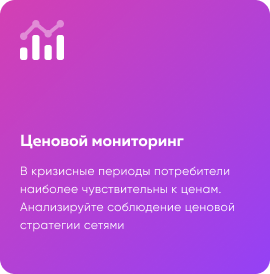 Ценовой мониторинг
В кризисные периоды потребители
наиболее чувствительны к ценам.
Анализируйте соблюдение ценовой
стратегии сетями